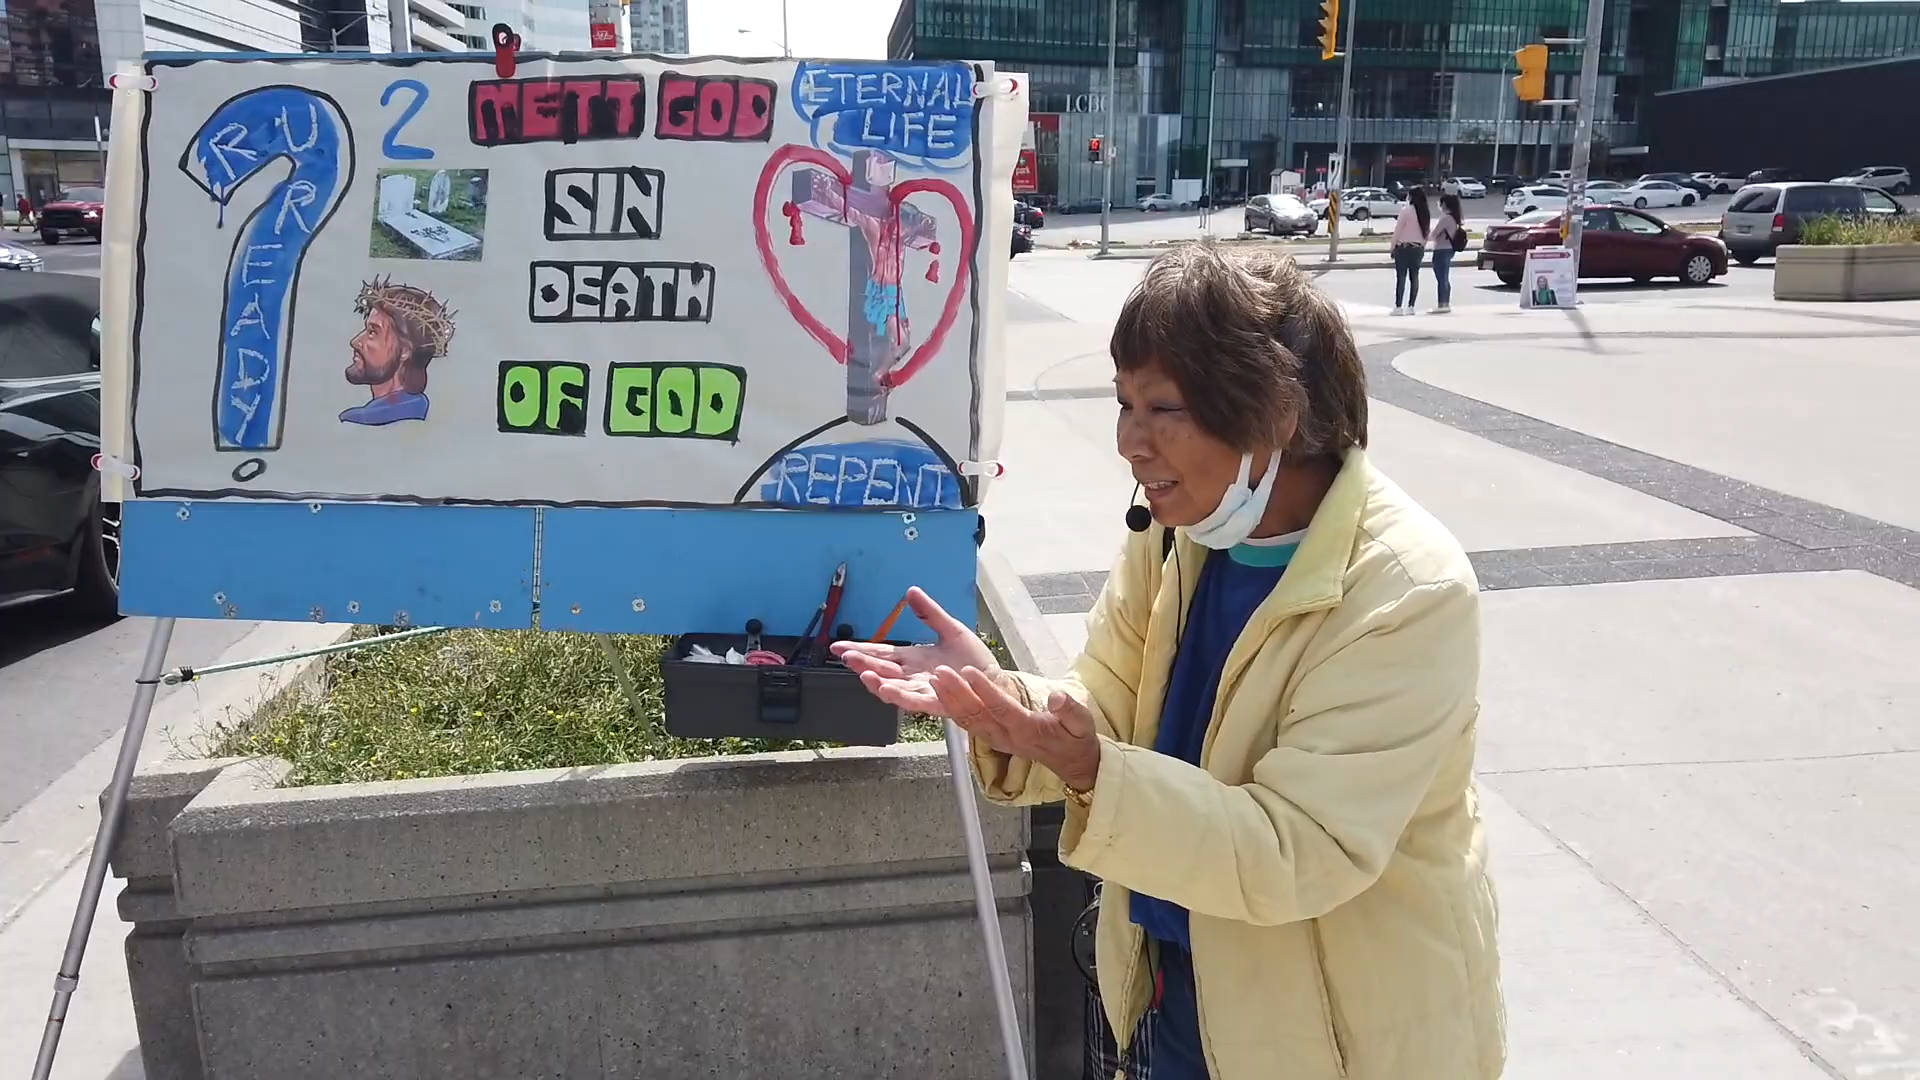 R U READY
2
METT GOD
SIN
DEATH
OF GOD
ETERNAL
LIFE
REPENT
LCBO